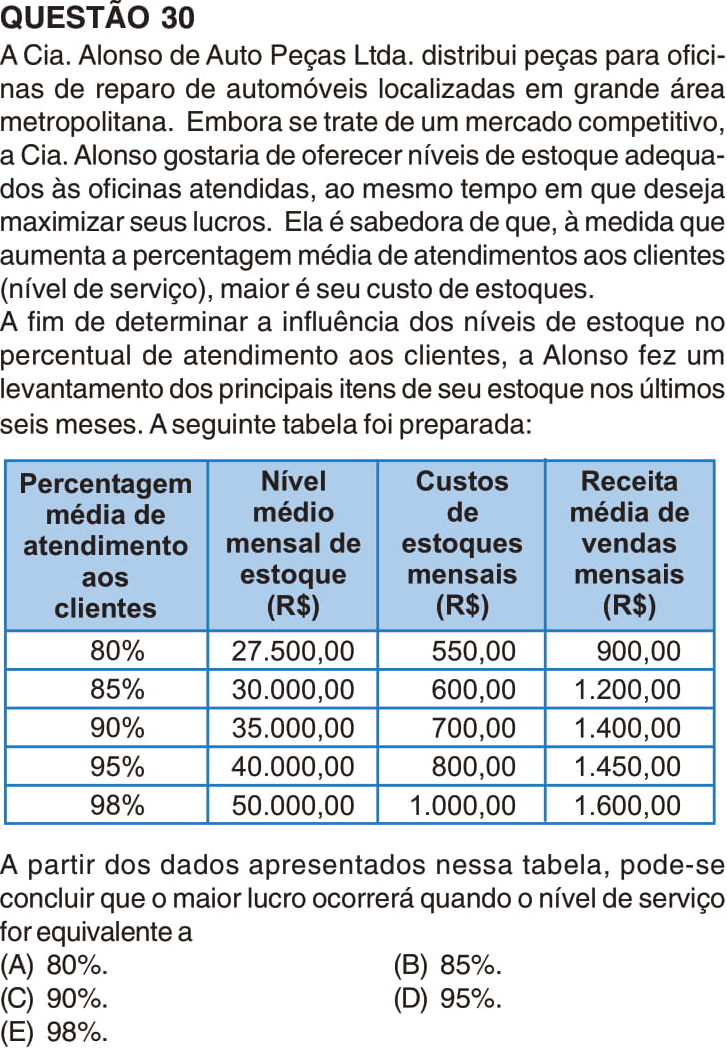 QUESTÃO 30
A Cia. Alonso de Auto Peças Ltda. distribui peças para ofici-
nas de reparo de automóveis localizadas em grande área
metropolitana. Embora se trate de um mercado competitivo,
a Cia. Alonso gostaria de oferecer níveis de estoque adequa-
dos às oficinas atendidas, ao mesmo tempo em que deseja
maximizar seus lucros. Ela é sabedora de que, à medida que
aumenta a percentagem média de atendimentos aos clientes
(nível de serviço), maior é seu custo de estoques.
A fim de determinar a influência dos níveis de estoque no
percentual de atendimento aos clientes, a Alonso fez um
levantamento dos principais itens de seu estoque nos últimos
seis meses. A seguinte tabela foi preparada:
Percentagem Nível Custos Receita
média de médio de média de
atendimento mensal de estoques vendas
aos estoque mensais mensais
clientes (R$) (R$) (R$)
80% 27.500,00 550,00 900,00
85% 30.000,00 600,00 1.200,00
90% 35.000,00 700,00 1.400,00
95% 40.000,00 800,00 1.450,00
98% 50.000,00 1.000,00 1.600,00
A partir dos dados apresentados nessa tabela, pode-se
concluir que o maior lucro ocorrerá quando o nível de serviço
for equivalente a
(A) 80%. (B) 85%.
(C) 90%. (D) 95%.
(E) 98%.